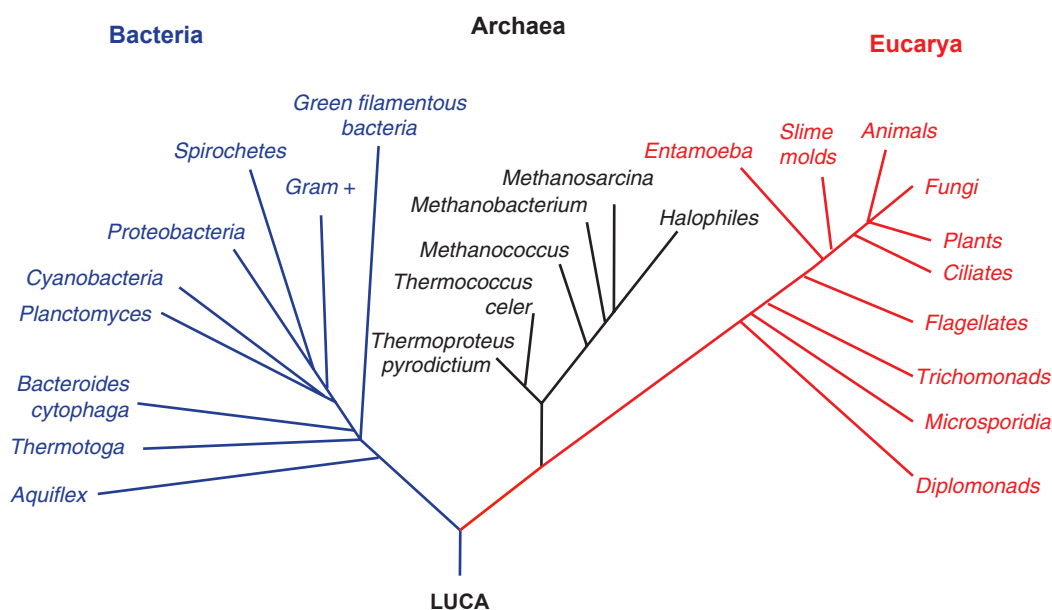 Bacteria
Archaea
Eucarya
Green filamentous
bacteria
Spirochetes
Gram +
Proteobacteria
Cyanobacteria
Planctomyces
Bacteroides
cytophaga
Thermotoga
Aquiflex
Methanosarcina
Methanobacterium
Halophiles
Methanococcus
Thermococcus
celer
Thermoproteus
pyrodictium
Entamoeba
Slime
molds
Animals
Fungi
Plants
Ciliates
Flagellates
Trichomonads
Microsporidia
Diplomonads
LUCA